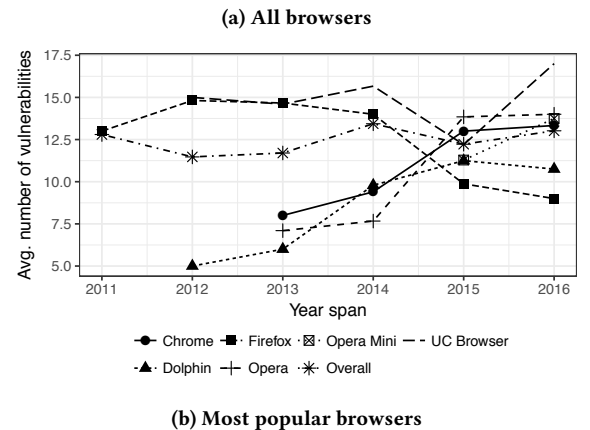 (a) All browsers
17.5
15.0
12.5
10.0
7.5
5.0
Avg. number of vulnerabilities
2011 2012 2013 2014 2015 2016
Year span
Chrome Firefox Opera Mini UC Browser
Dolphin Opera Overall
(b) Most popular browsers